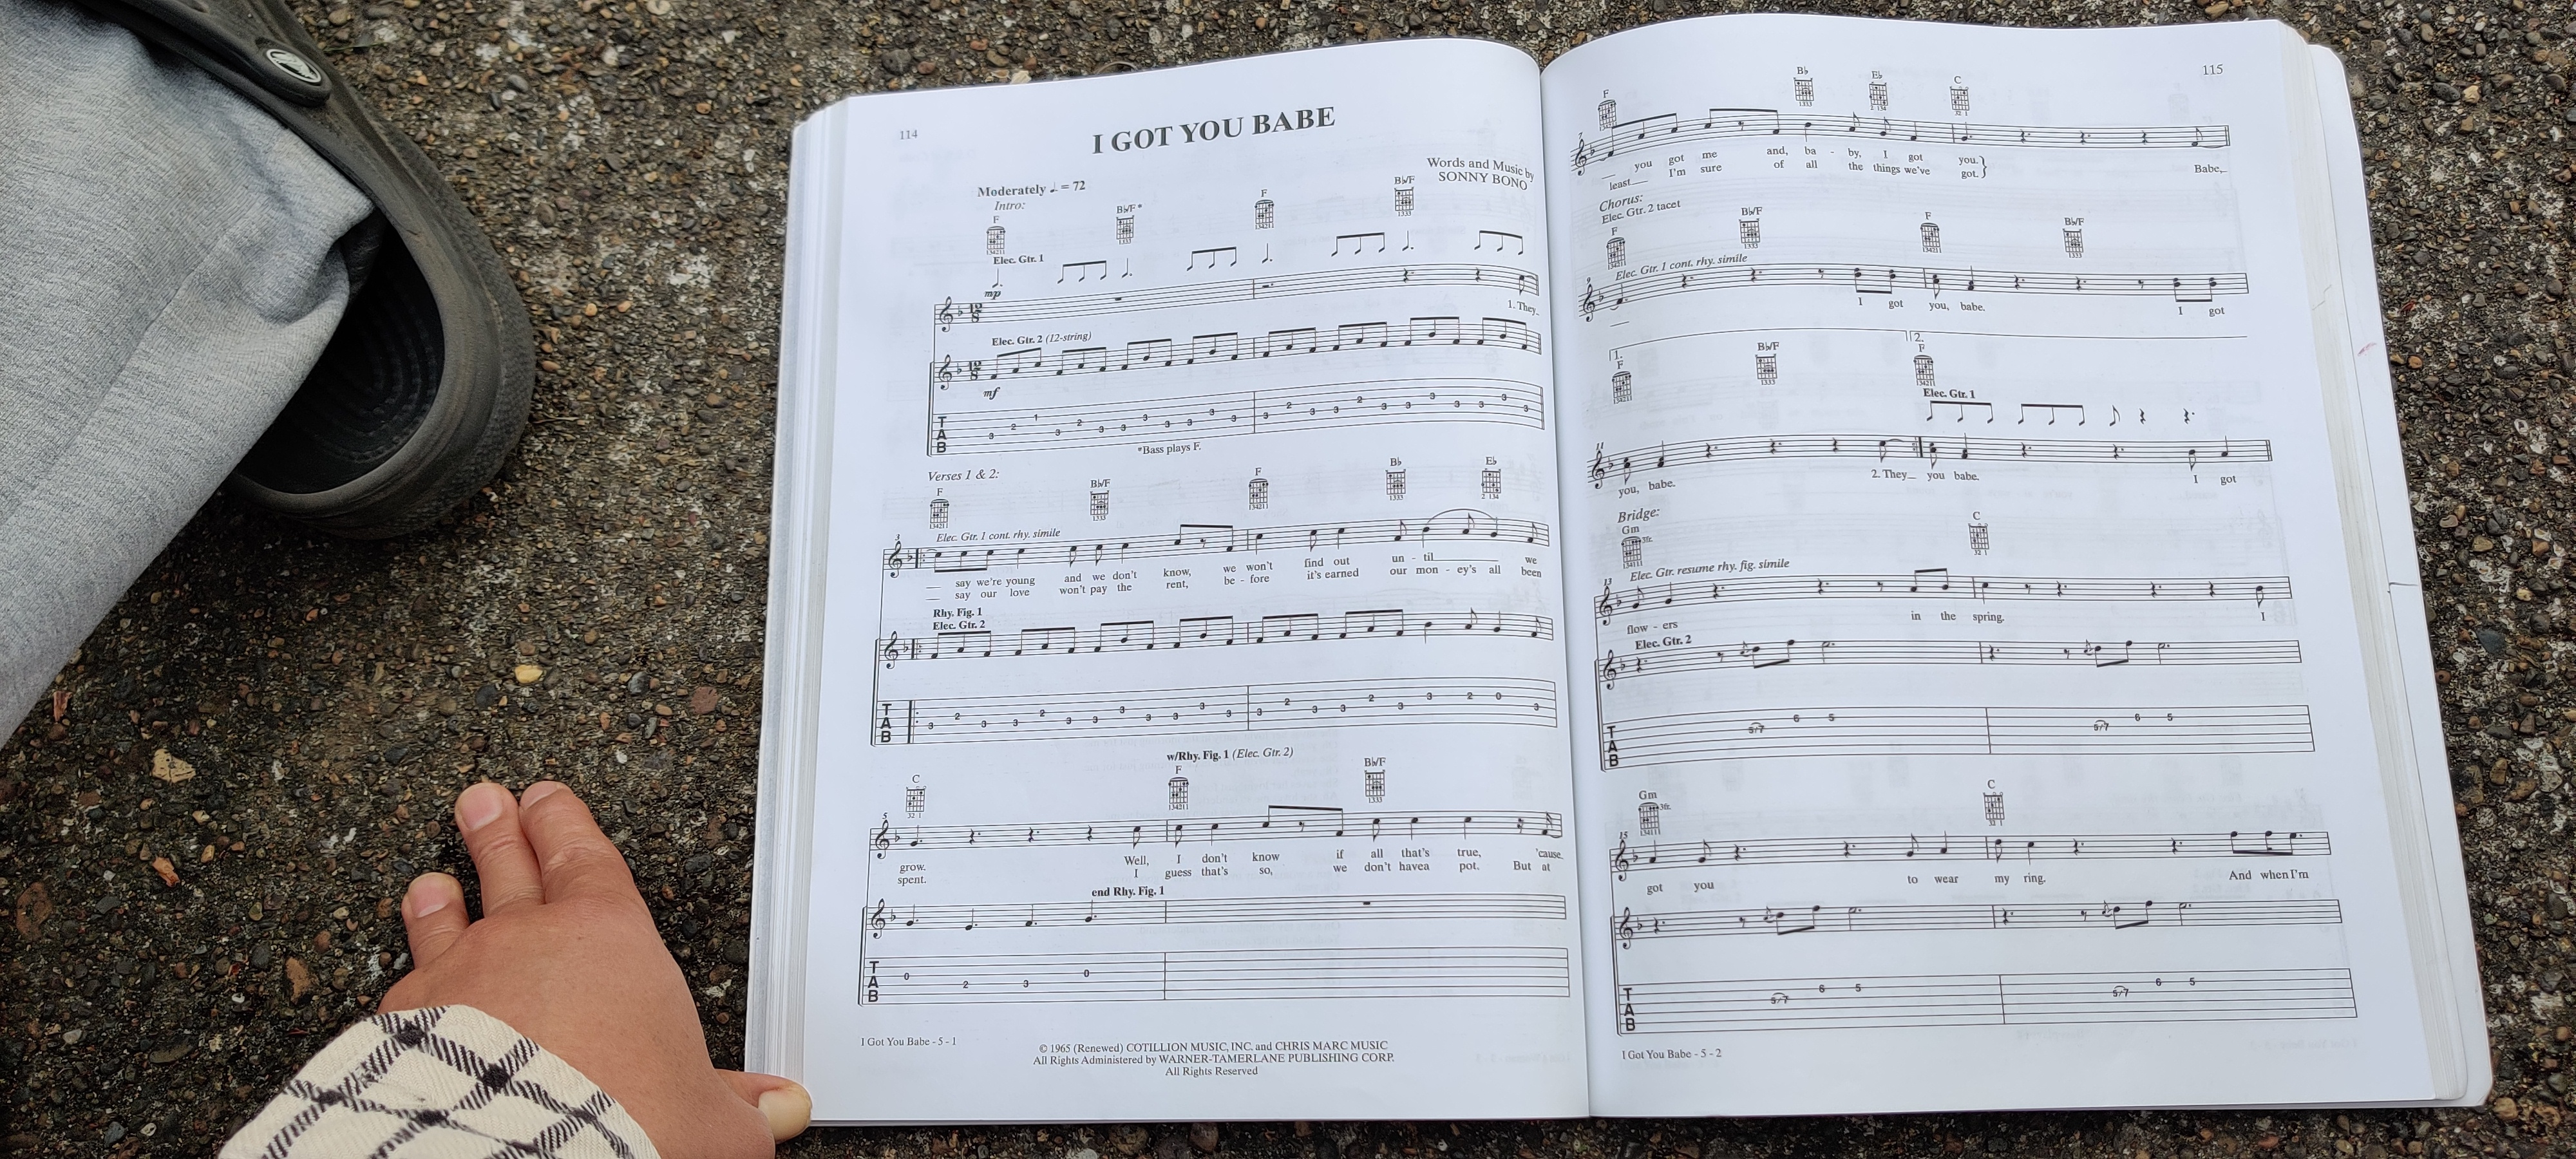 114
I GOT YOU BABE
Words and Music by
SONNY BONO
Moderately ♩. = 72
Intro:
F B♭/F* F B♭/F
Elec. Gtr. 1
mp
1. They
Elec. Gtr. 2 (12-string)
mf
*Bass plays F.
Verses 1 & 2:
F B♭/F F B♭ E♭
Elec. Gtr. 1 cont. rhy. simile
say we're young and we don't know, we won't find out un - til we
say our love won't pay the rent, be - fore it's earned our mon - ey's all been
Rhy. Fig. 1
Elec. Gtr. 2
w/Rhy. Fig. 1 (Elec. Gtr. 2)
C F B♭/F
grow. Well, I don't know if all that's true, 'cause
spent. I guess that's so, we don't havea pot. But at
end Rhy. Fig. 1
I Got You Babe - 5 - 1
© 1965 (Renewed) COTILLION MUSIC, INC. and CHRIS MARC MUSIC
All Rights Administered by WARNER-TAMERLANE PUBLISHING CORP.
All Rights Reserved
115
F B♭ E♭ C
7
you got me and, ba - by, I got you. Babe,
least I'm sure of all the things we've got.
Chorus:
Elec. Gtr. 2 tacet
F B♭/F F B♭/F
Elec. Gtr. 1 cont. rhy. simile
9
I got you, babe. I got
1. 2.
F B♭/F F
Elec. Gtr. 1
11
you, babe. 2. They you babe. I got
Bridge:
Gm C
3fr.
Elec. Gtr. resume rhy. fig. simile
13
flow - ers in the spring. I
Elec. Gtr. 2
Gm C
3fr.
15
got you to wear my ring. And when I'm
I Got You Babe - 5 - 2